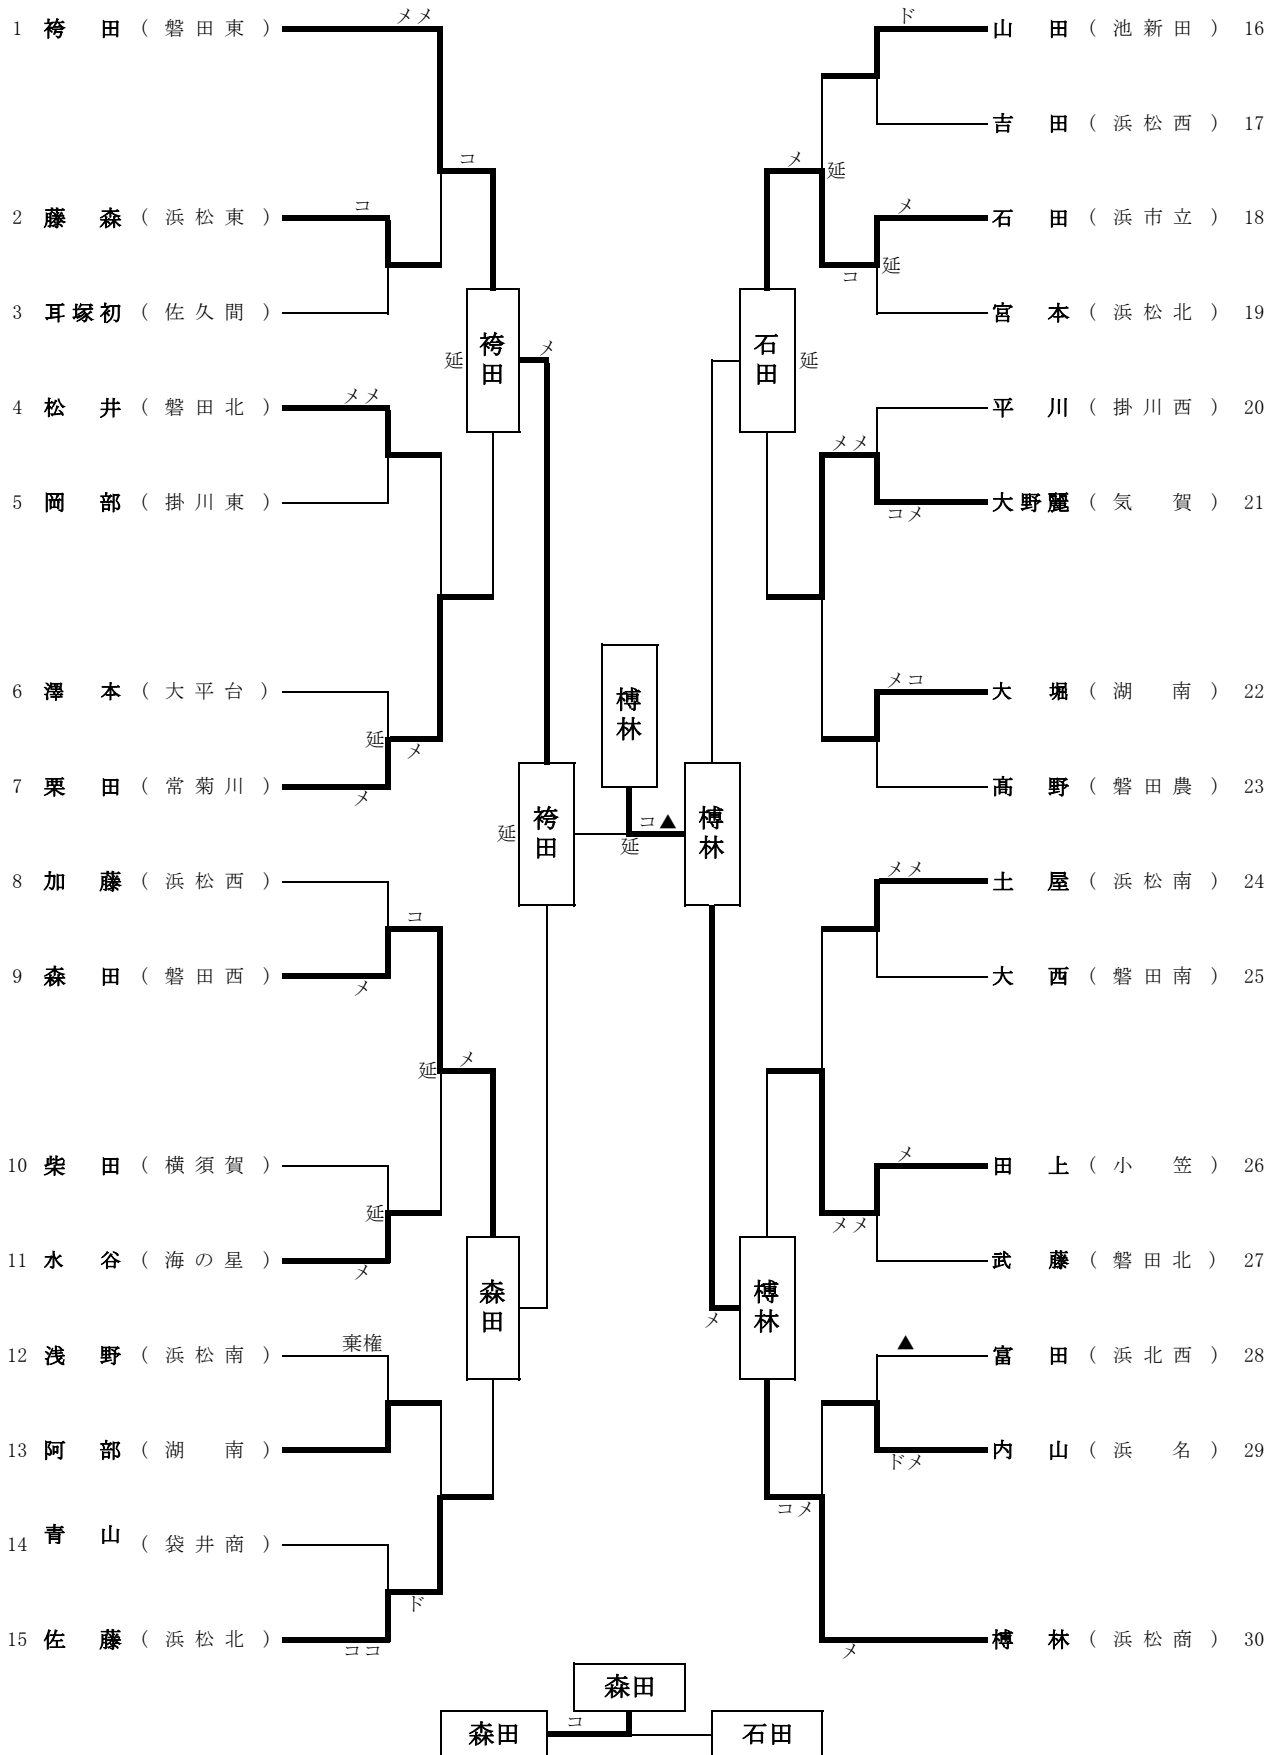 メメ
1 袴田 （磐田東）
コ
コ
2 藤森 （浜松東）
3 耳塚初 （佐久間）
袴田
延
メ
メメ
4 松井 （磐田北）
5 岡部 （掛川東）
6 澤本 （大平台）
延
メ
7 栗田 （常菊川）
メ
袴田
延
8 加藤 （浜松西）
コ
9 森田 （磐田西）
メ
延
メ
10 柴田 （横須賀）
延
11 水谷 （海の星）
メ
森田
棄権
12 浅野 （浜松南）
13 阿部 （湖南）
14 青山 （袋井商）
ド
15 佐藤 （浜松北）
ココ
榑林
コ▲
延
榑林
ド
山田 （池新田） 16
吉田 （浜松西） 17
メ
延
メ
石田 （浜市立） 18
延
コ
宮本 （浜松北） 19
石田
延
平川 （掛川西） 20
メメ
大野麗 （気賀） 21
コメ
メコ
大堀 （湖南） 22
髙野 （磐田農） 23
メメ
土屋 （浜松南） 24
大西 （磐田南） 25
メ
田上 （小笠） 26
メメ
武藤 （磐田北） 27
榑林
メ
▲
富田 （浜北西） 28
内山 （浜名） 29
ドメ
コメ
榑林 （浜松商） 30
メ
森田
森田
コ
石田